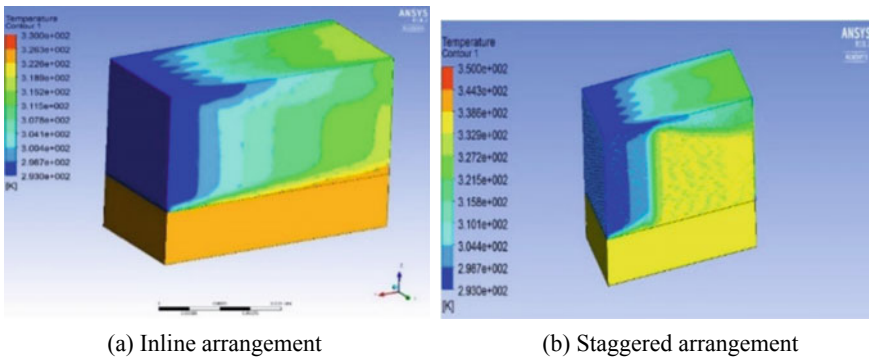 Temperature
Contour 1
3.300e+002
3.263e+002
3.226e+002
3.189e+002
3.152e+002
3.115e+002
3.078e+002
3.041e+002
3.004e+002
2.967e+002
2.930e+002
[K]
ANSYS
(a) Inline arrangement
Temperature
Contour 1
3.500e+002
3.443e+002
3.386e+002
3.329e+002
3.272e+002
3.215e+002
3.158e+002
3.101e+002
3.044e+002
2.987e+002
2.930e+002
[K]
ANSYS
(b) Staggered arrangement